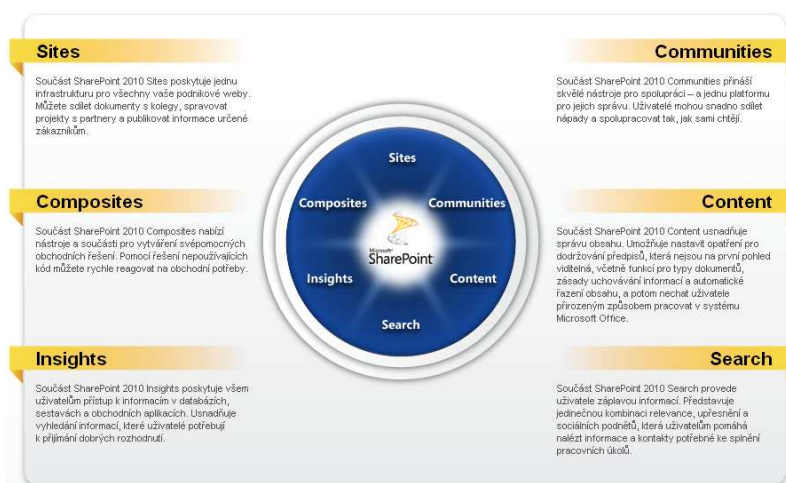 Sites
Součást SharePoint 2010 Sites poskytuje jednu
infrastrukturu pro všechny vaše podnikové weby.
Můžete sdílet dokumenty s kolegy, spravovat
projekty s partnery a publikovat informace určené
zákazníkům.
Composites
Součást SharePoint 2010 Composites nabízí
nástroje a součásti pro vytváření svépomocných
obchodních řešení. Pomocí řešení nepoužívajících
kód můžete rychle reagovat na obchodní potřeby.
Insights
Součást SharePoint 2010 Insights poskytuje všem
uživatelům přístup k informacím v databázích,
sestavách a obchodních aplikacích. Usnadňuje
vyhledání informací, které uživatelé potřebují
k přijímání dobrých rozhodnutí.
Sites
Composites
Communities
Microsoft
SharePoint
Insights
Content
Search
Communities
Součást SharePoint 2010 Communities přináší
skvělé nástroje pro spolupráci – a jednu platformu
pro jejich správu. Uživatelé mohou snadno sdílet
nápady a spolupracovat tak, jak sami chtějí.
Content
Součást SharePoint 2010 Content usnadňuje
správu obsahu. Umožňuje nastavit opatření pro
dodržování předpisů, která nejsou na první pohled
viditelná, včetně funkcí pro typy dokumentů,
zásady uchovávání informací a automatické
řazení obsahu, a potom nechat uživatele
přirozeným způsobem pracovat v systému
Microsoft Office.
Search
Součást SharePoint 2010 Search provede
uživatele záplavou informací. Představuje
jedinečnou kombinaci relevance, upřesnění a
sociálních podnětů, která uživatelům pomáhá
nalézt informace a kontakty potřebné ke splnění
pracovních úkolů.